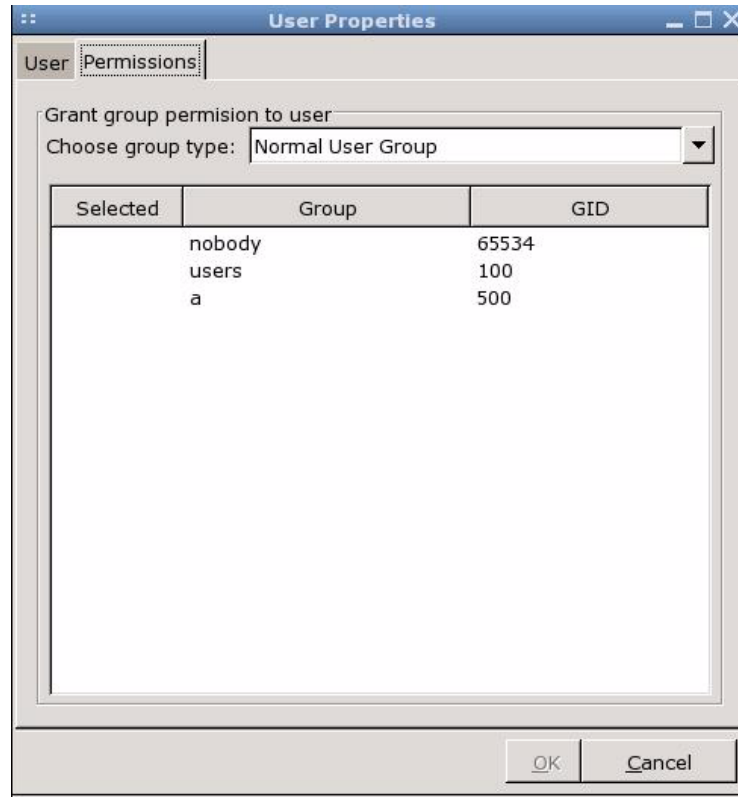 User Properties
User Permissions
Grant group permision to user
Choose group type: Normal User Group
Selected Group GID
nobody 65534
users 100
a 500
OK Cancel